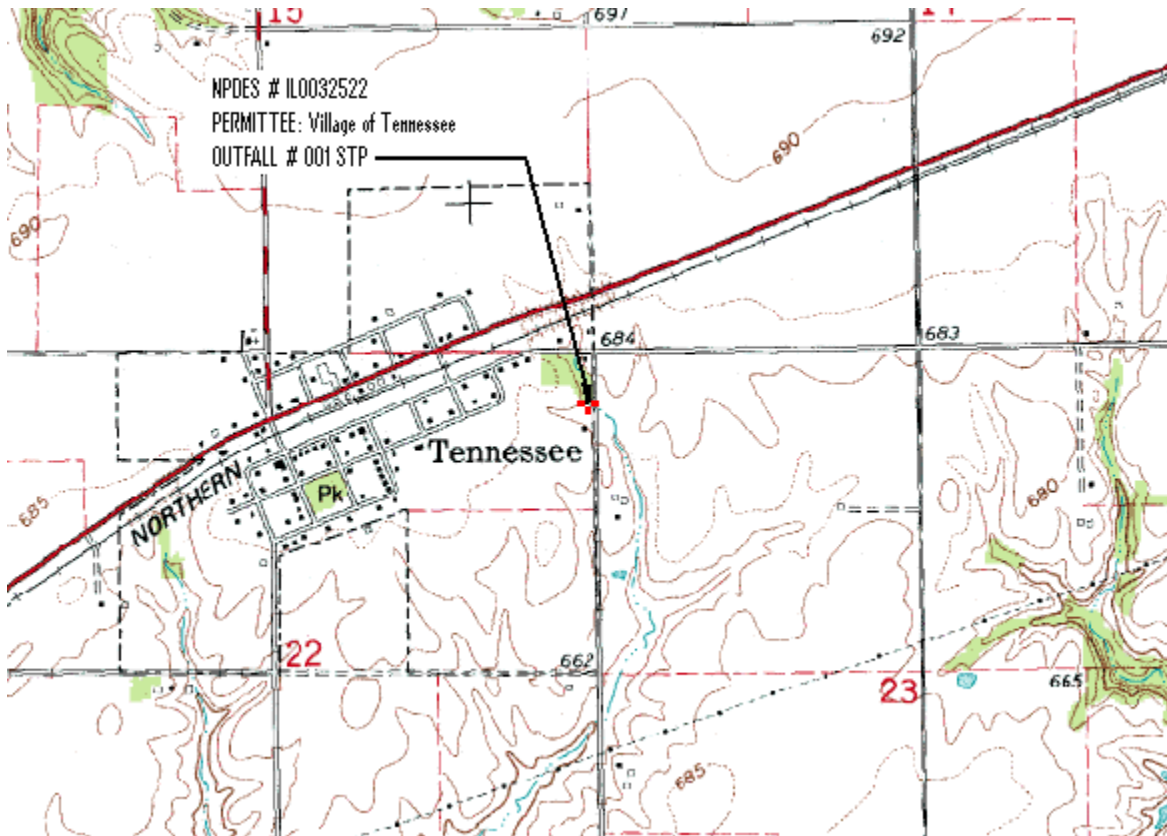 15
697
14
692
NPDES # IL0032522
PERMITTEE: Village of Tennessee
OUTFALL # 001 STP
690
690
684
683
Tennessee
Pk
NORTHERN
685
680
22
662
23
665
685